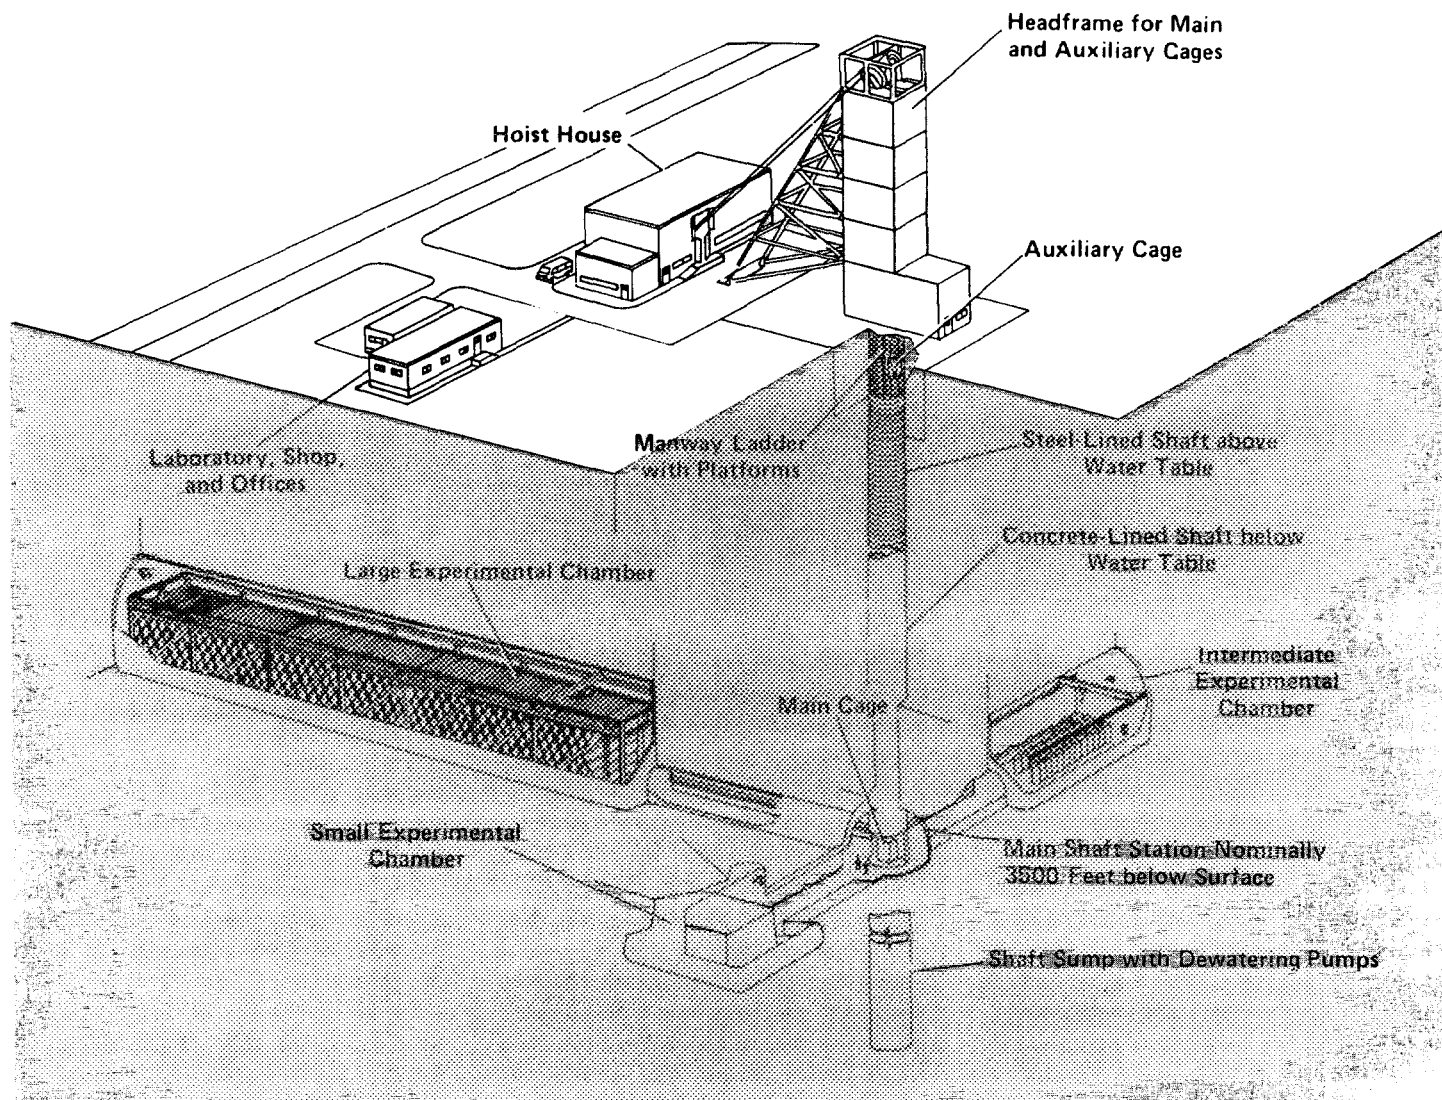 Headframe for Main
and Auxiliary Cages
Hoist House
Auxiliary Cage
Laboratory, Shop,
and Offices
Manway Ladder
with Platforms
Steel-Lined Shaft above
Water Table
Concrete-Lined Shaft below
Water Table
Large Experimental Chamber
Intermediate
Experimental
Chamber
Main Cage
Small Experimental
Chamber
Main Shaft Station-Nominally
3500 Feet below Surface
Shaft Sump with Dewatering Pumps